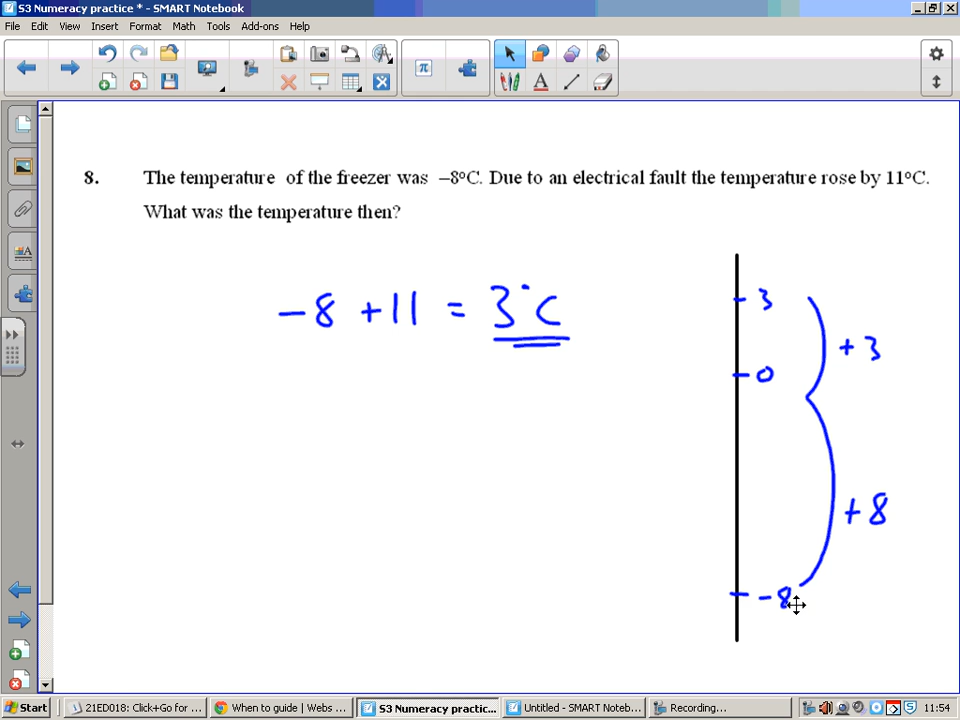 S3 Numeracy practice * - SMART Notebook
File Edit View Insert Format Math Tools Add-ons Help
8. The temperature of the freezer was –8°C. Due to an electrical fault the temperature rose by 11°C.
What was the temperature then?
-8 +11 = 3°C
3
+3
0
+8
-8
Start 21ED018: Click+Go for ... When to guide | Webs ... S3 Numeracy practic... Untitled - SMART Noteb... Recording... 11:54